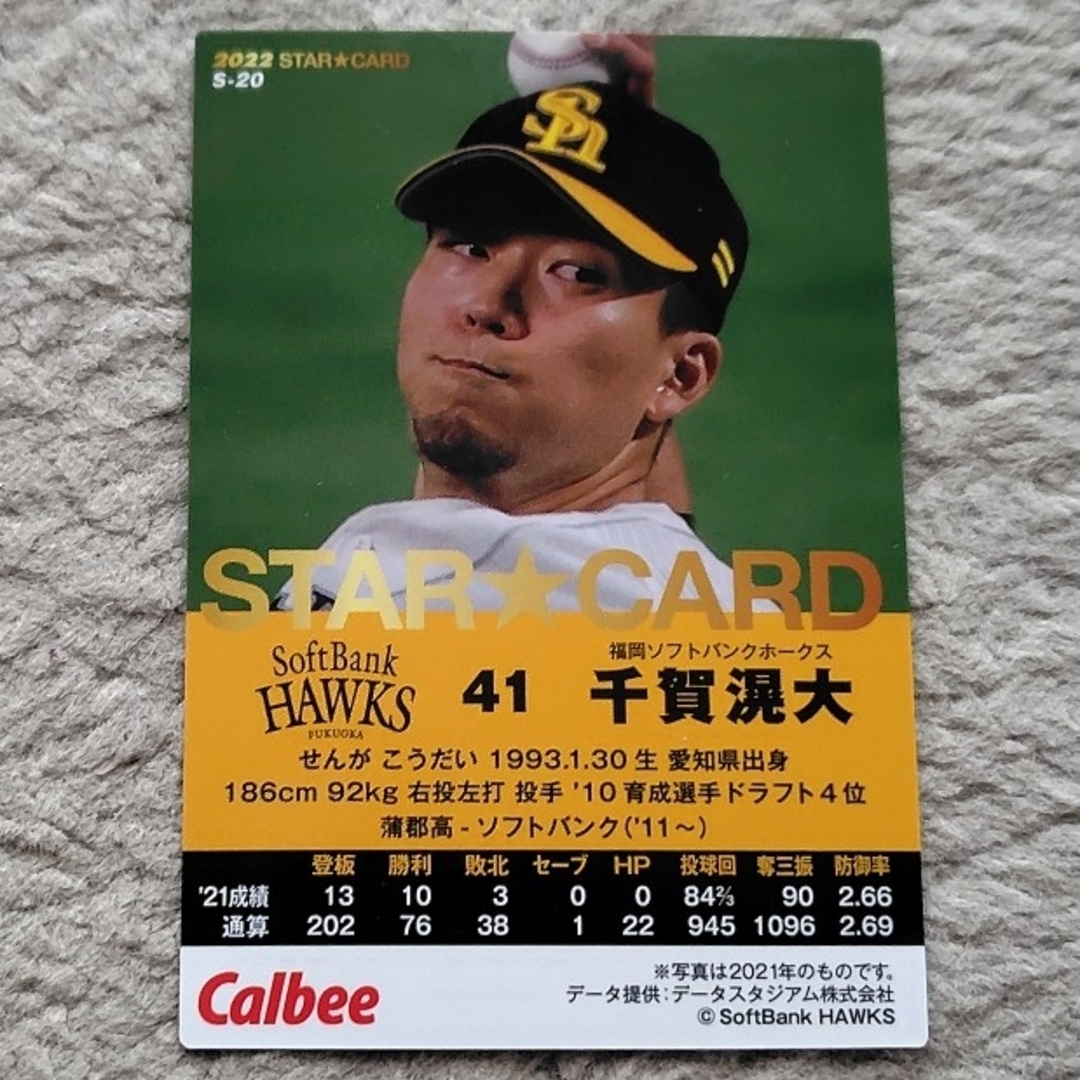 2022 STAR★CARD
S-20
Sh
STAR★CARD
SoftBank
HAWKS
FUKUOKA
41
福岡ソフトバンクホークス
千賀滉大
せんが こうだい 1993.1.30生 愛知県出身
186cm 92kg 右投左打 投手 '10育成選手ドラフト4位
蒲郡高-ソフトバンク('11〜)
登板 勝利 敗北 セーブ HP 投球回 奪三振 防御率
'21成績 13 10 3 0 0 84⅔ 90 2.66
通算 202 76 38 1 22 945 1096 2.69
Calbee
※写真は2021年のものです。
データ提供:データスタジアム株式会社
© SoftBank HAWKS